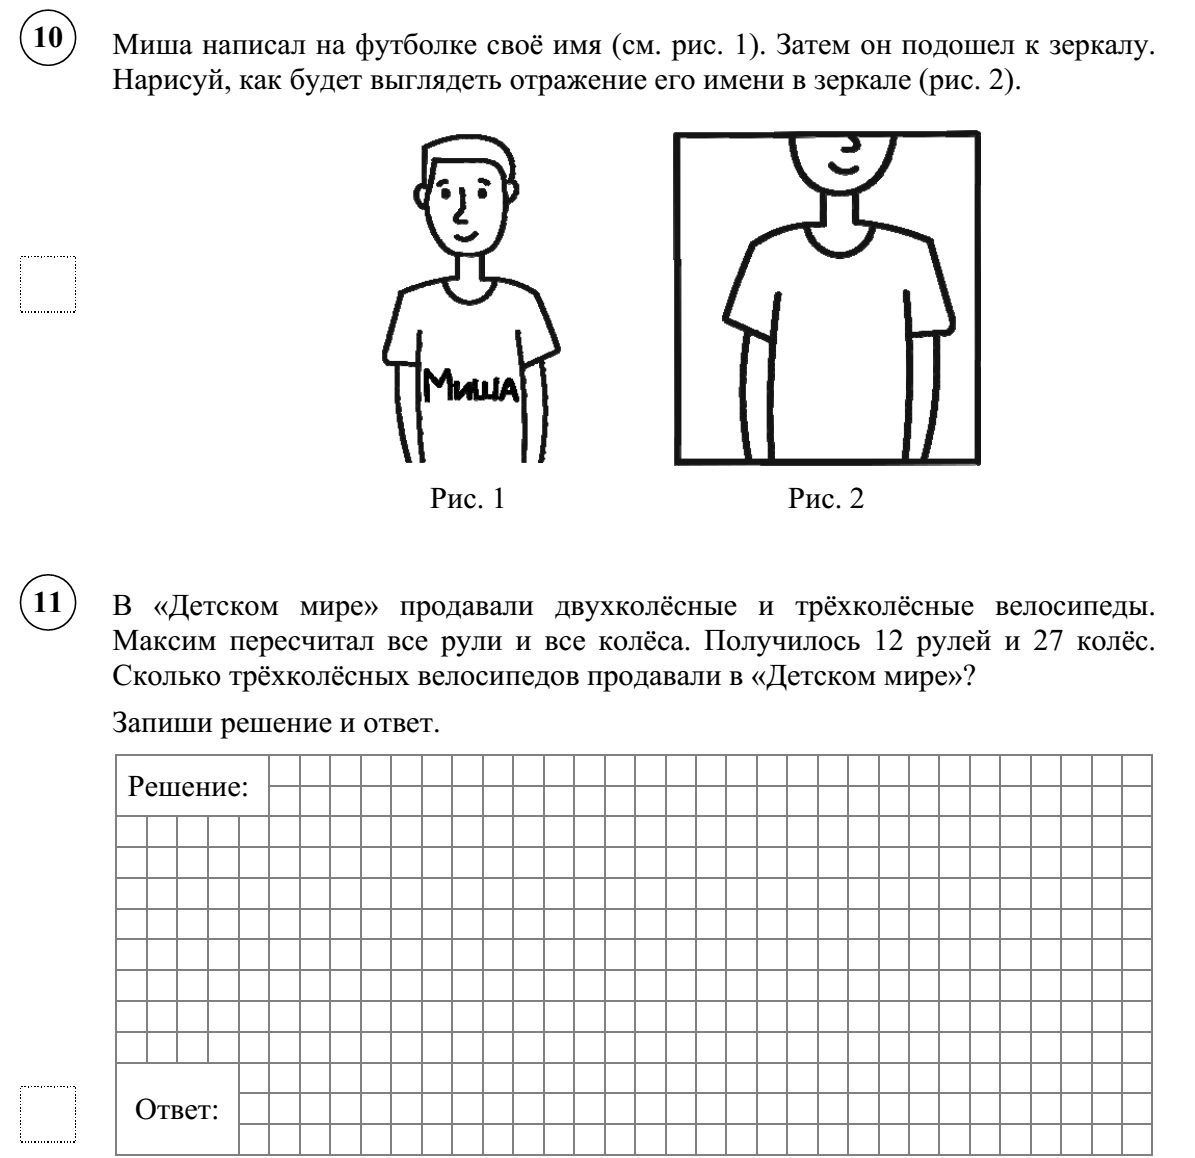 10
Миша написал на футболке своё имя (см. рис. 1). Затем он подошел к зеркалу.
Нарисуй, как будет выглядеть отражение его имени в зеркале (рис. 2).
МИША
Рис. 1
Рис. 2
11
В «Детском мире» продавали двухколёсные и трёхколёсные велосипеды.
Максим пересчитал все рули и все колёса. Получилось 12 рулей и 27 колёс.
Сколько трёхколёсных велосипедов продавали в «Детском мире»?
Запиши решение и ответ.
Решение:
Ответ: